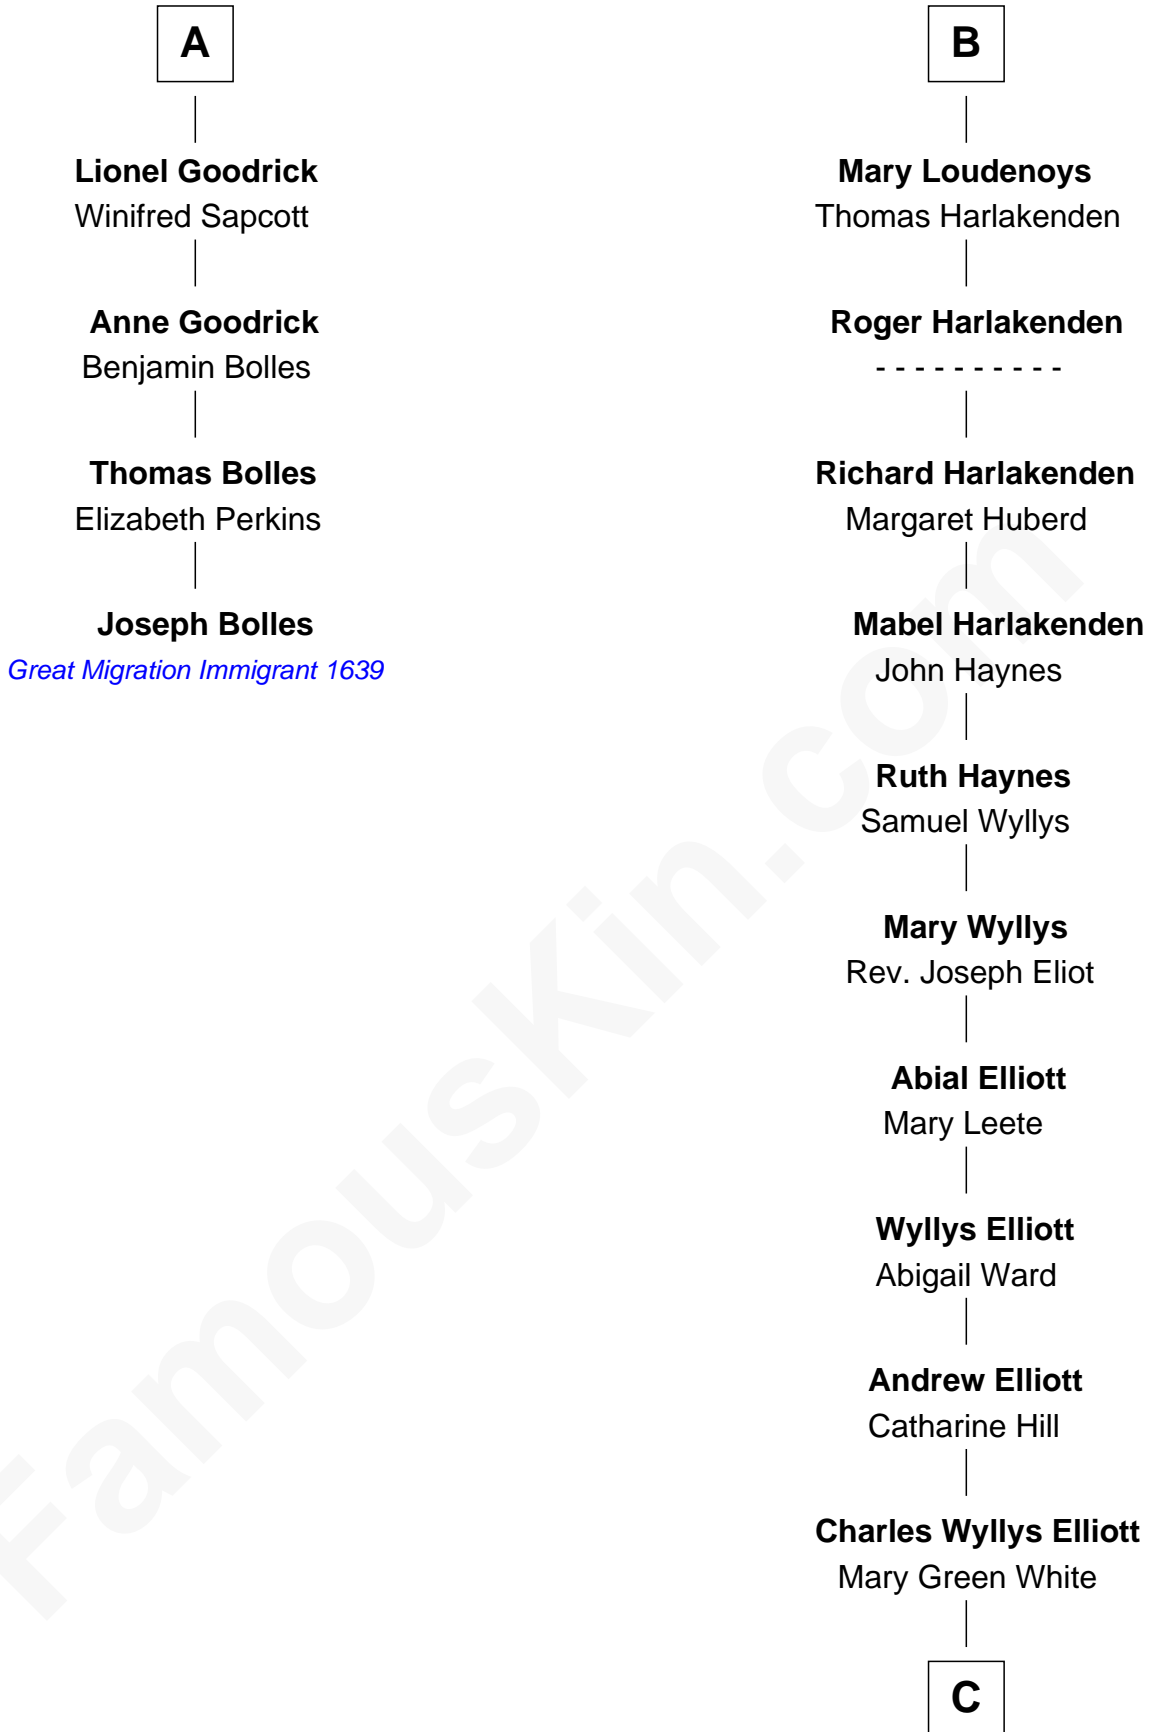 A
Lionel Goodrick
Winifred Sapcott
Anne Goodrick
Benjamin Bolles
Thomas Bolles
Elizabeth Perkins
Joseph Bolles
Great Migration Immigrant 1639
B
Mary Loudenoys
Thomas Harlakenden
Roger Harlakenden
- - - - - - - - - -
Richard Harlakenden
Margaret Huberd
Mabel Harlakenden
John Haynes
Ruth Haynes
Samuel Wyllys
Mary Wyllys
Rev. Joseph Eliot
Abial Elliott
Mary Leete
Wyllys Elliott
Abigail Ward
Andrew Elliott
Catharine Hill
Charles Wyllys Elliott
Mary Green White
C
FamousKin.com